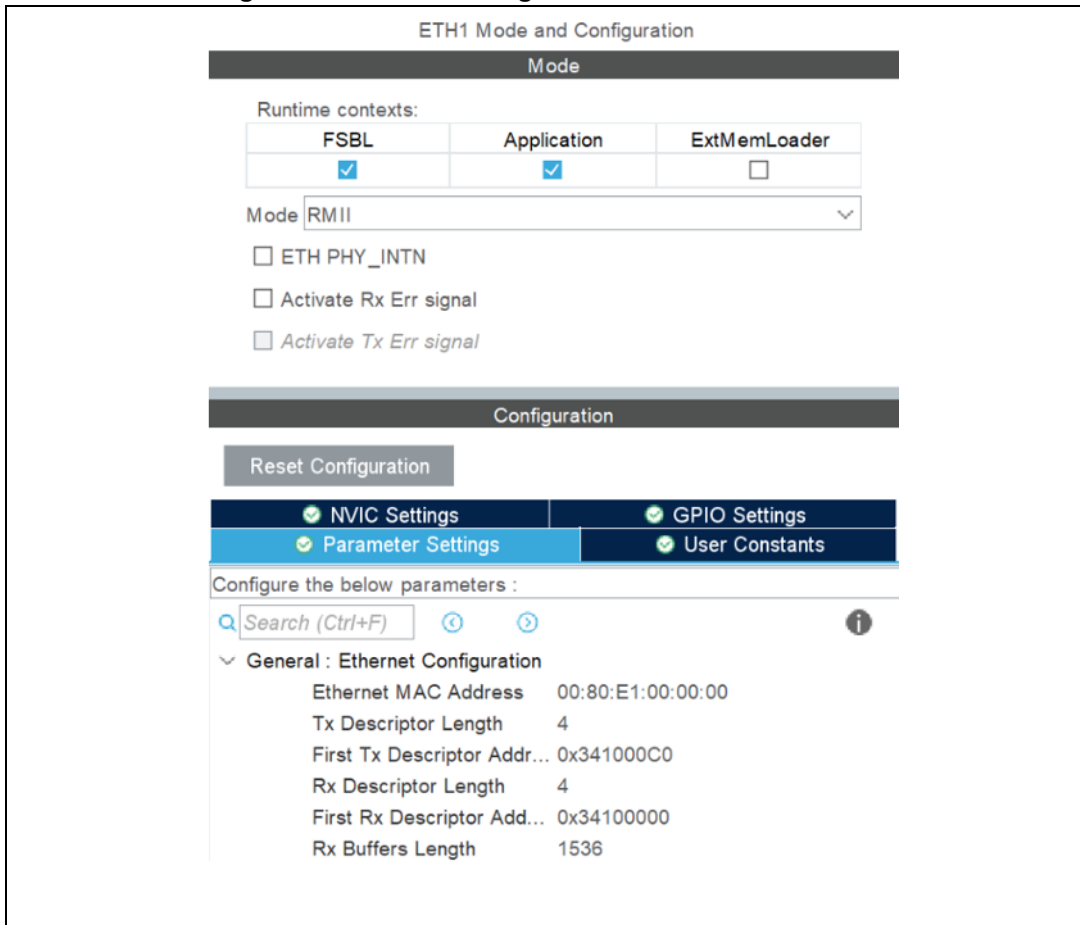 ETH1 Mode and Configuration
Mode
Runtime contexts:
FSBL Application ExtMemLoader
Mode RMII
ETH PHY_INTN
Activate Rx Err signal
Activate Tx Err signal
Configuration
Reset Configuration
NVIC Settings GPIO Settings
Parameter Settings User Constants
Configure the below parameters :
Search (Ctrl+F)
General : Ethernet Configuration
Ethernet MAC Address 00:80:E1:00:00:00
Tx Descriptor Length 4
First Tx Descriptor Addr... 0x341000C0
Rx Descriptor Length 4
First Rx Descriptor Add... 0x34100000
Rx Buffers Length 1536